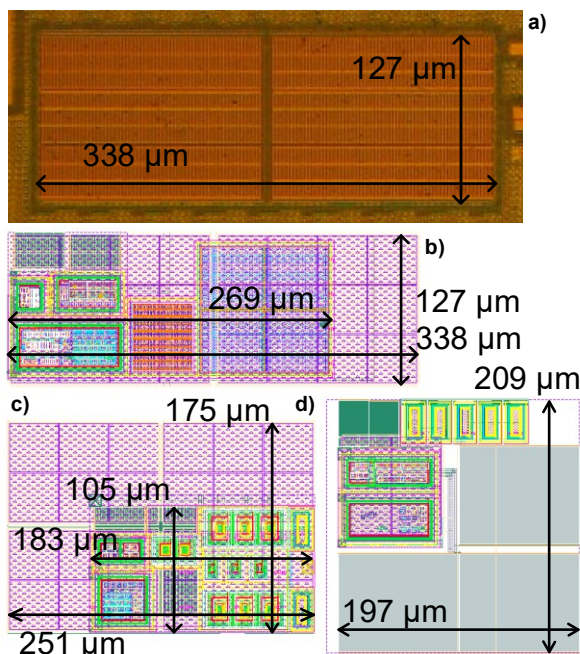 a)
127 µm
338 µm
b)
269 µm
127 µm
338 µm
209 µm
c)
175 µm
d)
105 µm
183 µm
197 µm
251 µm